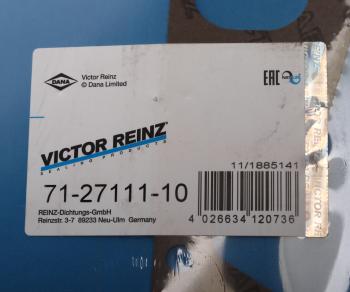 DANA
Victor Reinz
© Dana Limited
EAC
VICTOR REINZ
SEALING PRODUCTS
11/1885141
71-27111-10
REINZ-Dichtungs-GmbH
Reinzstr. 3-7 89233 Neu-Ulm Germany
4 026634 120736